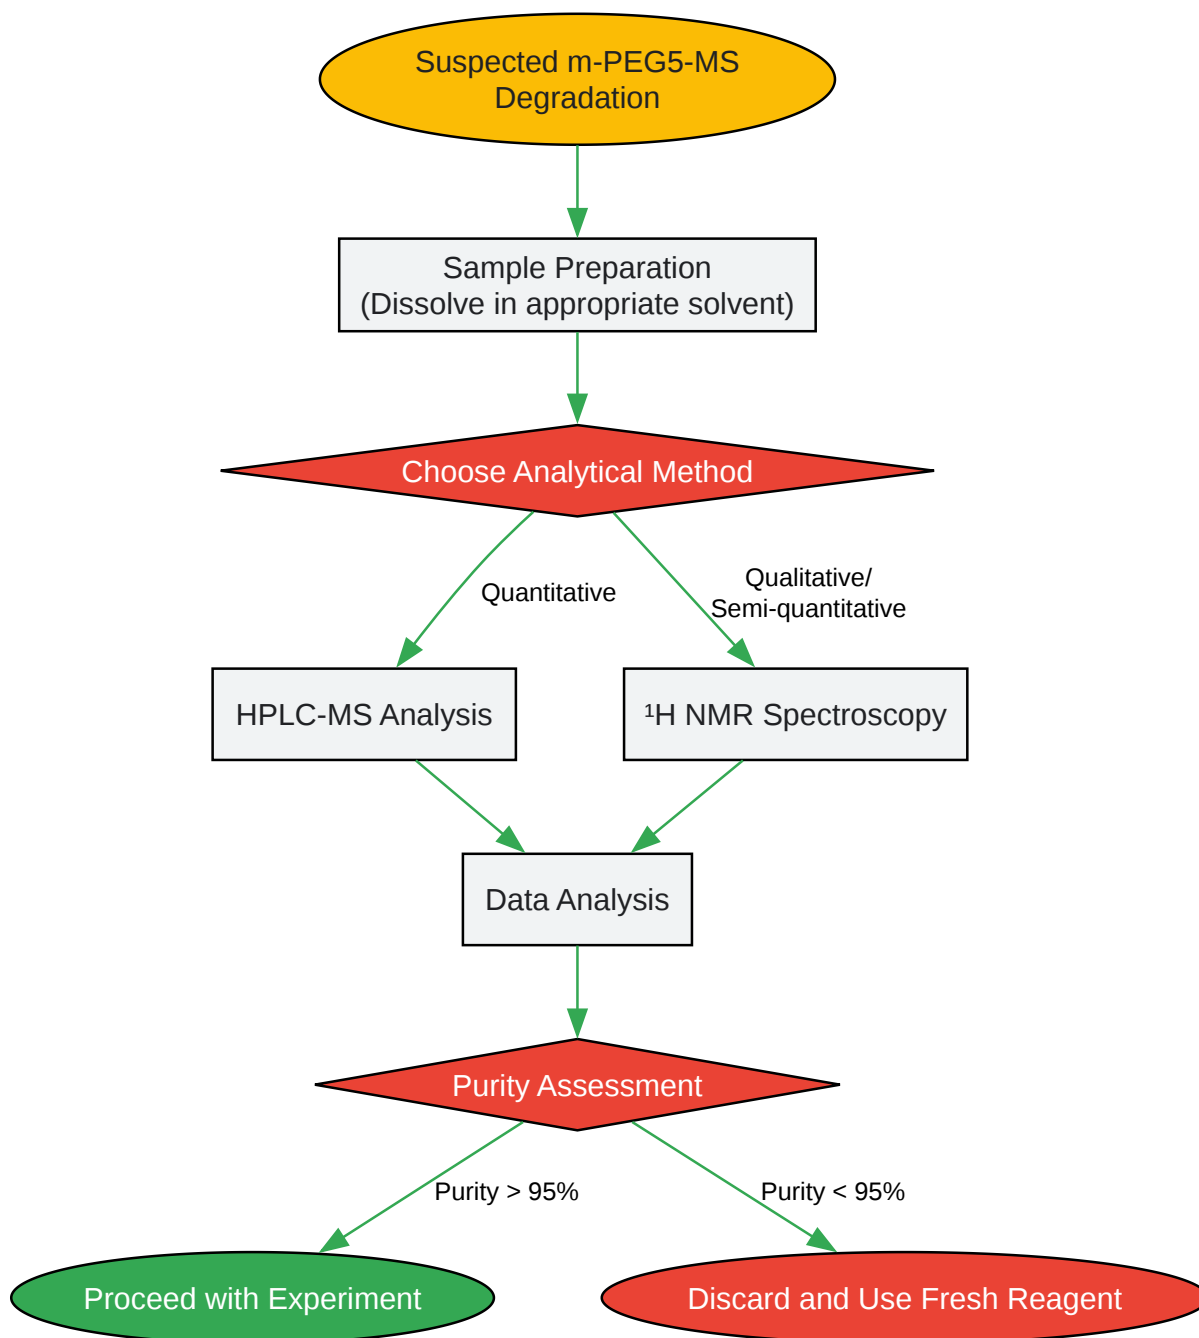 Suspected m-PEG5-MS
Degradation
Sample Preparation
(Dissolve in appropriate solvent)
Choose Analytical Method
Quantitative
Qualitative/
Semi-quantitative
HPLC-MS Analysis
¹H NMR Spectroscopy
Data Analysis
Purity Assessment
Purity > 95%
Purity < 95%
Proceed with Experiment
Discard and Use Fresh Reagent